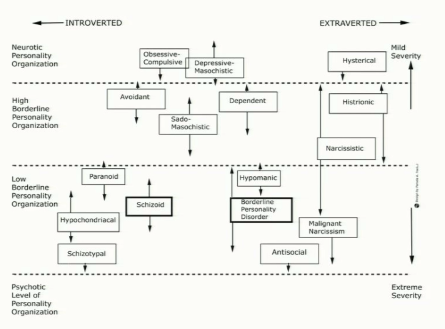 INTROVERTED
EXTRAVERTED
Neurotic
Personality
Organization
Obsessive-
Compulsive
Depressive-
Masochistic
Hysterical
Mild
Severity
High
Borderline
Personality
Organization
Avoidant
Sado-
Masochistic
Dependent
Histrionic
Narcissistic
Low
Borderline
Personality
Organization
Paranoid
Schizoid
Hypomanic
Borderline
Personality
Disorder
Hypochondriacal
Malignant
Narcissism
Schizotypal
Antisocial
Psychotic
Level of
Personality
Organization
Extreme
Severity